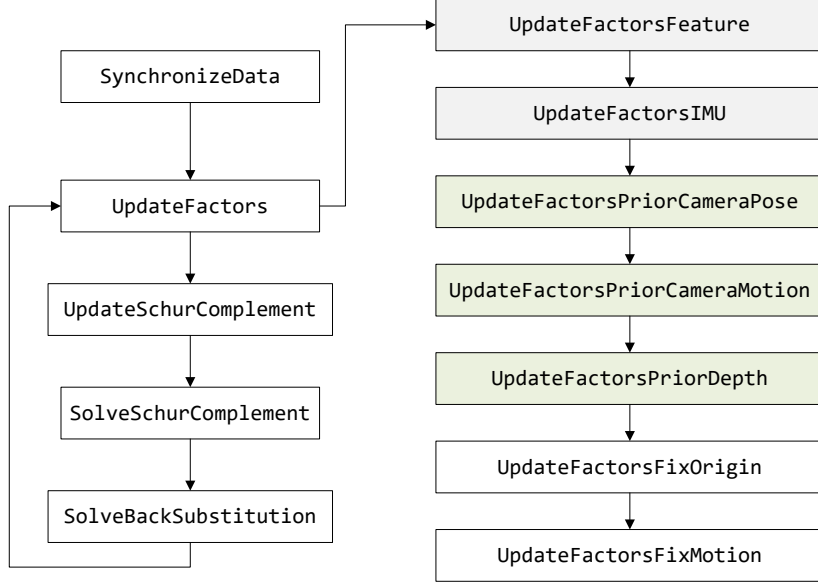 SynchronizeData
UpdateFactors
UpdateSchurComplement
SolveSchurComplement
SolveBackSubstitution
UpdateFactorsFeature
UpdateFactorsIMU
UpdateFactorsPriorCameraPose
UpdateFactorsPriorCameraMotion
UpdateFactorsPriorDepth
UpdateFactorsFixOrigin
UpdateFactorsFixMotion